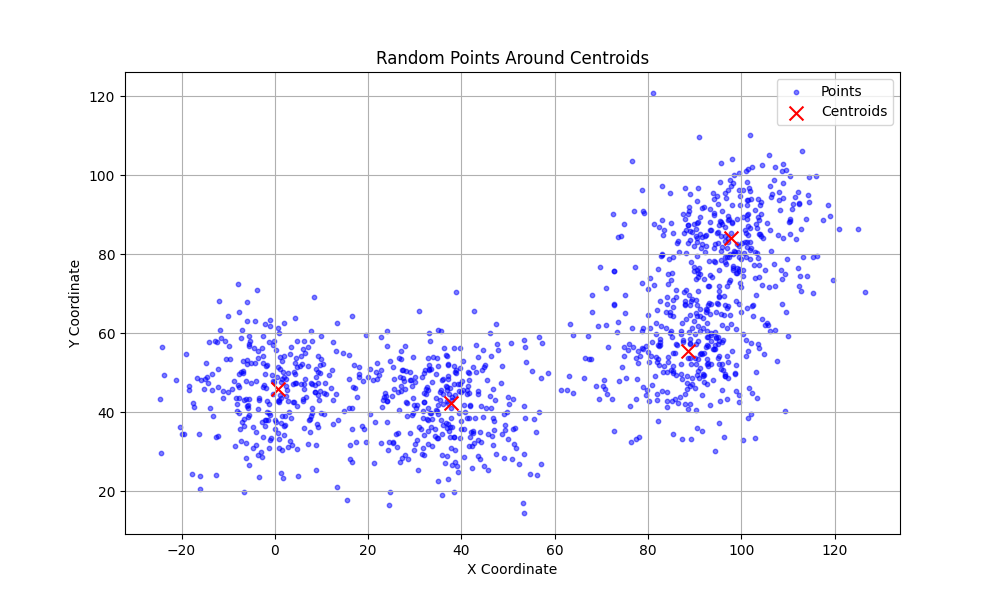 Random Points Around Centroids
Points
Centroids
120
100
80
60
40
20
−20 0 20 40 60 80 100 120
X Coordinate
Y Coordinate